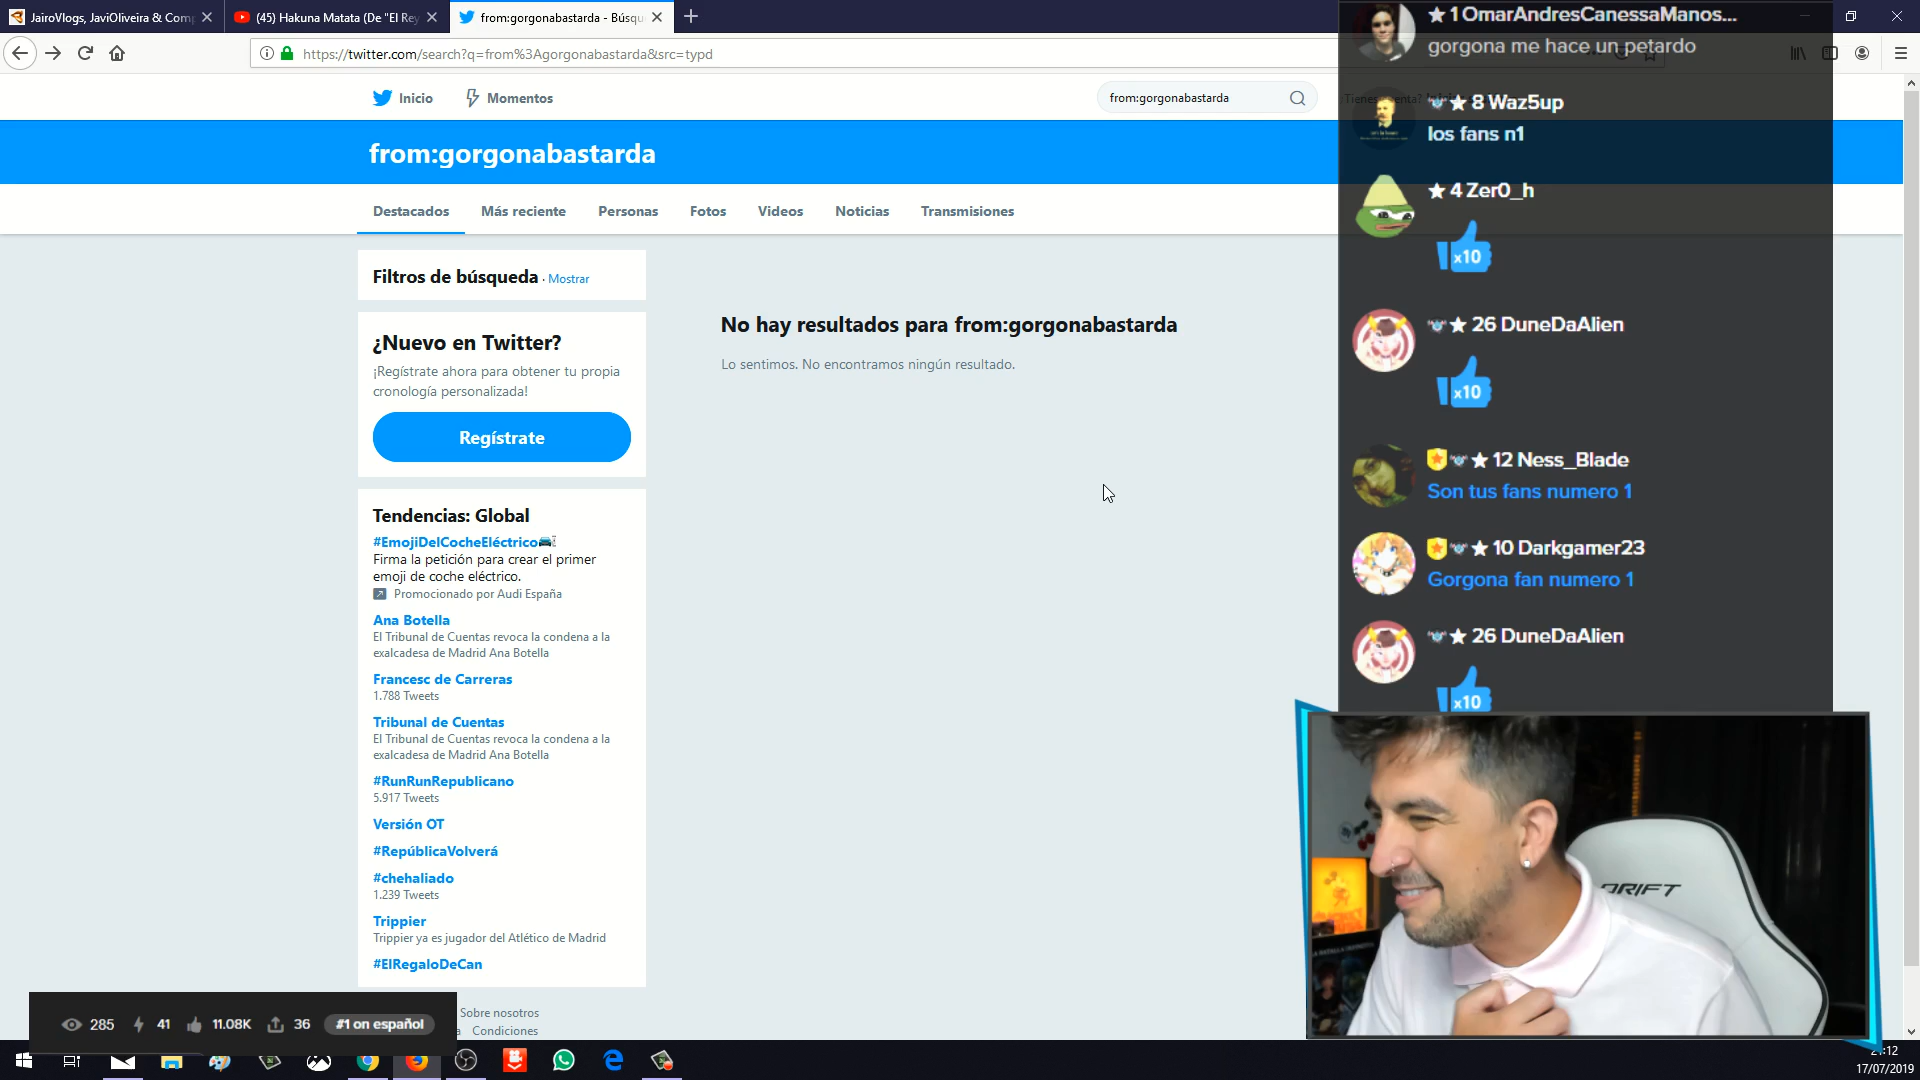 JairoVlogs, JaviOliveira & Comp
(45) Hakuna Matata (De "El Rey
from:gorgonabastarda - Búsqu
https://twitter.com/search?q=from%3Agorgonabastarda&src=typd
Inicio
Momentos
from:gorgonabastarda
from:gorgonabastarda
Destacados
Más reciente
Personas
Fotos
Videos
Noticias
Transmisiones
Filtros de búsqueda · Mostrar
No hay resultados para from:gorgonabastarda
Lo sentimos. No encontramos ningún resultado.
¿Nuevo en Twitter?
¡Regístrate ahora para obtener tu propia
cronología personalizada!
Regístrate
Tendencias: Global
#EmojiDelCocheEléctrico
Firma la petición para crear el primer
emoji de coche eléctrico.
Promocionado por Audi España
Ana Botella
El Tribunal de Cuentas revoca la condena a la
exalcadesa de Madrid Ana Botella
Francesc de Carreras
1.788 Tweets
Tribunal de Cuentas
El Tribunal de Cuentas revoca la condena a la
exalcadesa de Madrid Ana Botella
#RunRunRepublicano
5.917 Tweets
Versión OT
#RepúblicaVolverá
#chehaliado
1.239 Tweets
Trippier
Trippier ya es jugador del Atlético de Madrid
#ElRegaloDeCan
Sobre nosotros
Condiciones
285
41
11.08K
36
#1 on español
1 OmarAndresCanessaManos...
gorgona me hace un petardo
8 Waz5up
los fans n1
4 Zer0_h
x10
26 DuneDaAlien
x10
12 Ness_Blade
Son tus fans numero 1
10 Darkgamer23
Gorgona fan numero 1
26 DuneDaAlien
x10
DRIFT
21:12
17/07/2019